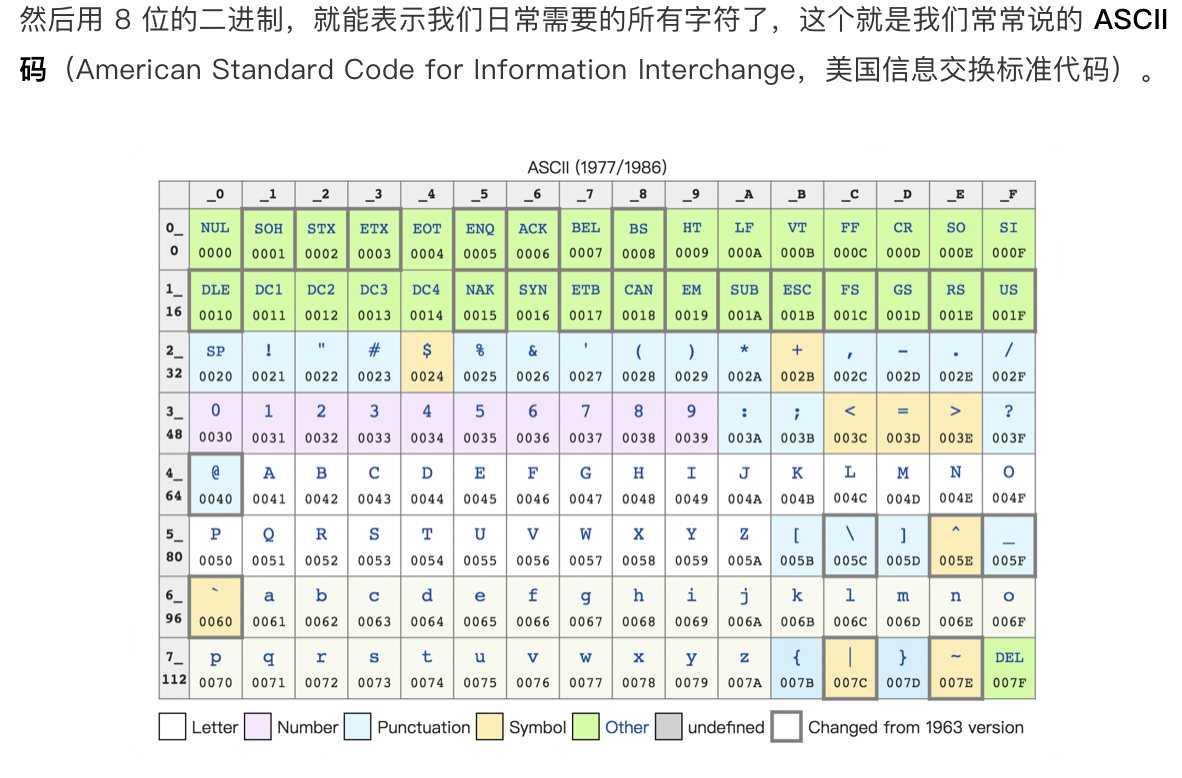 然后用 8 位的二进制，就能表示我们日常需要的所有字符了，这个就是我们常常说的 ASCII
码（American Standard Code for Information Interchange，美国信息交换标准代码）。
ASCII (1977/1986)
_0 _1 _2 _3 _4 _5 _6 _7 _8 _9 _A _B _C _D _E _F
0_ NUL SOH STX ETX EOT ENQ ACK BEL BS HT LF VT FF CR SO SI
0 0000 0001 0002 0003 0004 0005 0006 0007 0008 0009 000A 000B 000C 000D 000E 000F
1_ DLE DC1 DC2 DC3 DC4 NAK SYN ETB CAN EM SUB ESC FS GS RS US
16 0010 0011 0012 0013 0014 0015 0016 0017 0018 0019 001A 001B 001C 001D 001E 001F
2_ SP ! " # $ % & ' ( ) * + , - . /
32 0020 0021 0022 0023 0024 0025 0026 0027 0028 0029 002A 002B 002C 002D 002E 002F
3_ 0 1 2 3 4 5 6 7 8 9 : ; < = > ?
48 0030 0031 0032 0033 0034 0035 0036 0037 0038 0039 003A 003B 003C 003D 003E 003F
4_ @ A B C D E F G H I J K L M N O
64 0040 0041 0042 0043 0044 0045 0046 0047 0048 0049 004A 004B 004C 004D 004E 004F
5_ P Q R S T U V W X Y Z [ \ ] ^ _
80 0050 0051 0052 0053 0054 0055 0056 0057 0058 0059 005A 005B 005C 005D 005E 005F
6_ ` a b c d e f g h i j k l m n o
96 0060 0061 0062 0063 0064 0065 0066 0067 0068 0069 006A 006B 006C 006D 006E 006F
7_ p q r s t u v w x y z { | } ~ DEL
112 0070 0071 0072 0073 0074 0075 0076 0077 0078 0079 007A 007B 007C 007D 007E 007F
Letter Number Punctuation Symbol Other undefined Changed from 1963 version